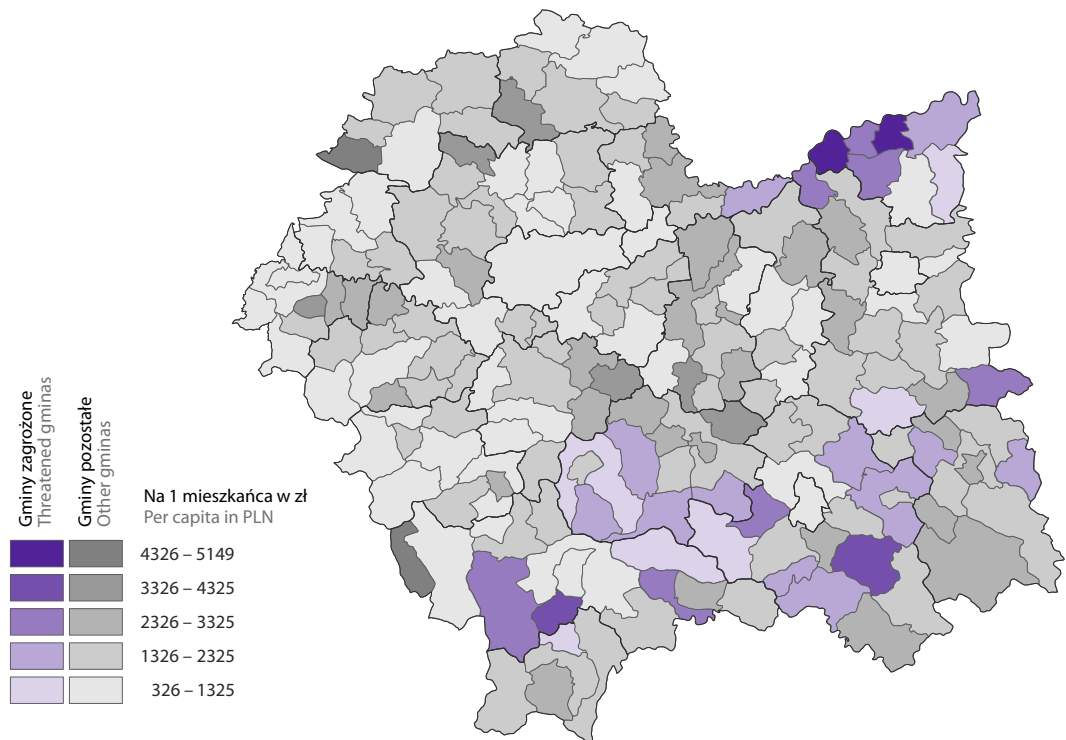 Gminy zagrożone
Threatened gminas
Gminy pozostałe
Other gminas
Na 1 mieszkańca w zł
Per capita in PLN
4326 – 5149
3326 – 4325
2326 – 3325
1326 – 2325
326 – 1325